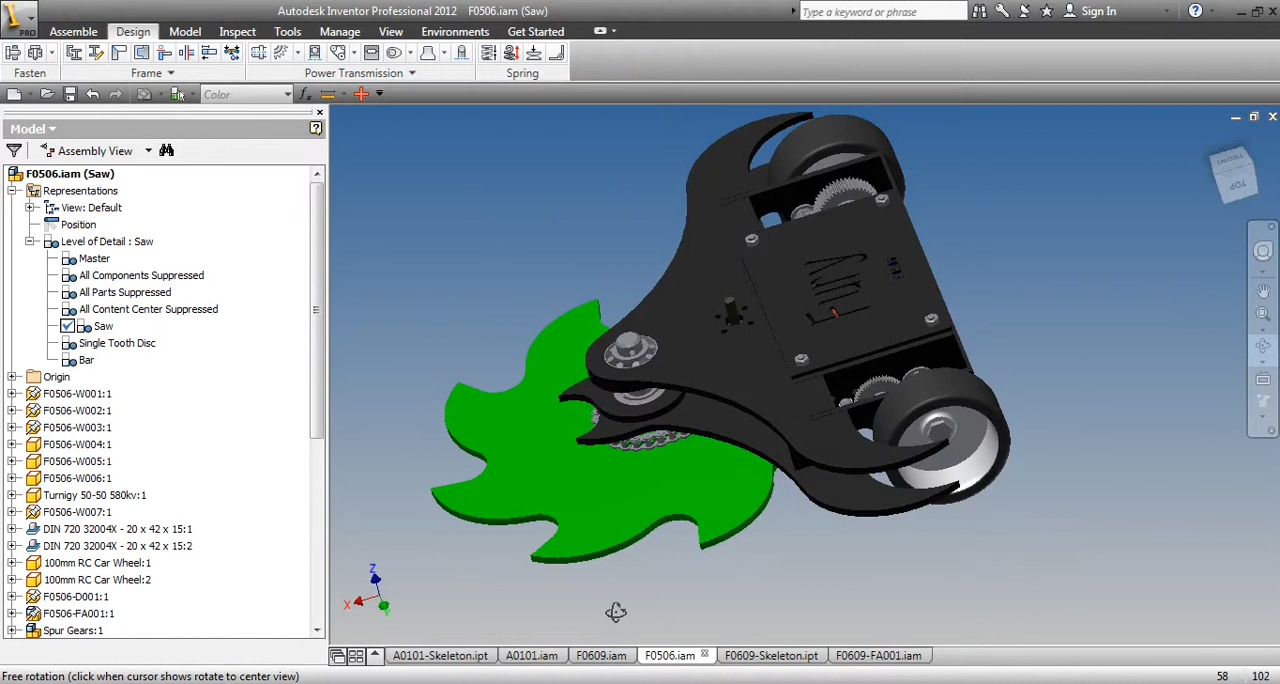 Autodesk Inventor Professional 2012 F0506.iam (Saw)
Type a keyword or phrase
Sign In
PRO
Assemble Design Model Inspect Tools Manage View Environments Get Started
Fasten Frame Power Transmission Spring
Color
Model
Assembly View
F0506.iam (Saw)
Representations
View: Default
Position
Level of Detail : Saw
Master
All Components Suppressed
All Parts Suppressed
All Content Center Suppressed
Saw
Single Tooth Disc
Bar
Origin
F0506-W001:1
F0506-W002:1
F0506-W003:1
F0506-W004:1
F0506-W005:1
F0506-W006:1
Turnigy 50-50 580kv:1
F0506-W007:1
DIN 720 32004X - 20 x 42 x 15:1
DIN 720 32004X - 20 x 42 x 15:2
100mm RC Car Wheel:1
100mm RC Car Wheel:2
F0506-D001:1
F0506-FA001:1
Spur Gears:1
FRONT
TOP
Z
X
Y
A0101-Skeleton.ipt A0101.iam F0609.iam F0506.iam F0609-Skeleton.ipt F0609-FA001.iam
Free rotation (click when cursor shows rotate to center view)
58 102